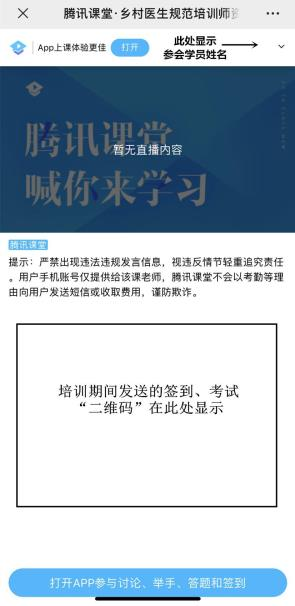 腾讯课堂·乡村医生规范培训师资
App上课体验更佳
打开
此处显示
参会学员姓名
腾讯课堂
暂无直播内容
喊你来学习
腾讯课堂
提示：严禁出现违法违规发言信息，视违反情节轻重追究责任
。用户手机账号仅提供给该课老师，腾讯课堂不会以考勤等理
由向用户发送短信或收取费用，谨防欺诈。
培训期间发送的签到、考试
“二维码”在此处显示
打开APP参与讨论、举手、答题和签到